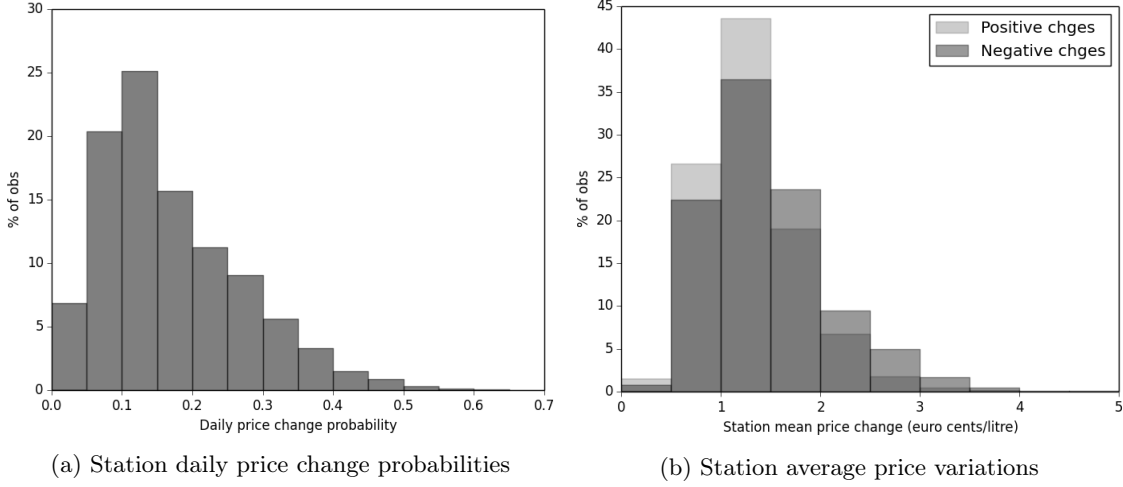 30
25
20
15
10
5
0
% of obs
0.0 0.1 0.2 0.3 0.4 0.5 0.6 0.7
Daily price change probability
(a) Station daily price change probabilities
45
40
35
30
25
20
15
10
5
0
% of obs
Positive chges
Negative chges
0 1 2 3 4 5
Station mean price change (euro cents/litre)
(b) Station average price variations